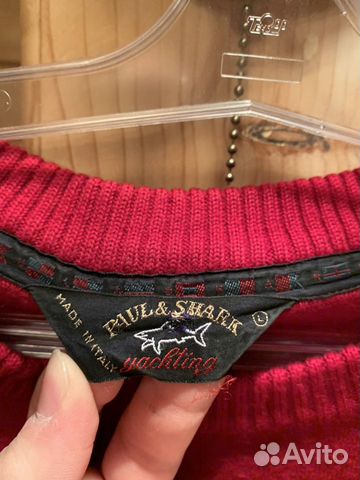 PAUL & SHARK
yachting
MADE IN ITALY
L
Avito